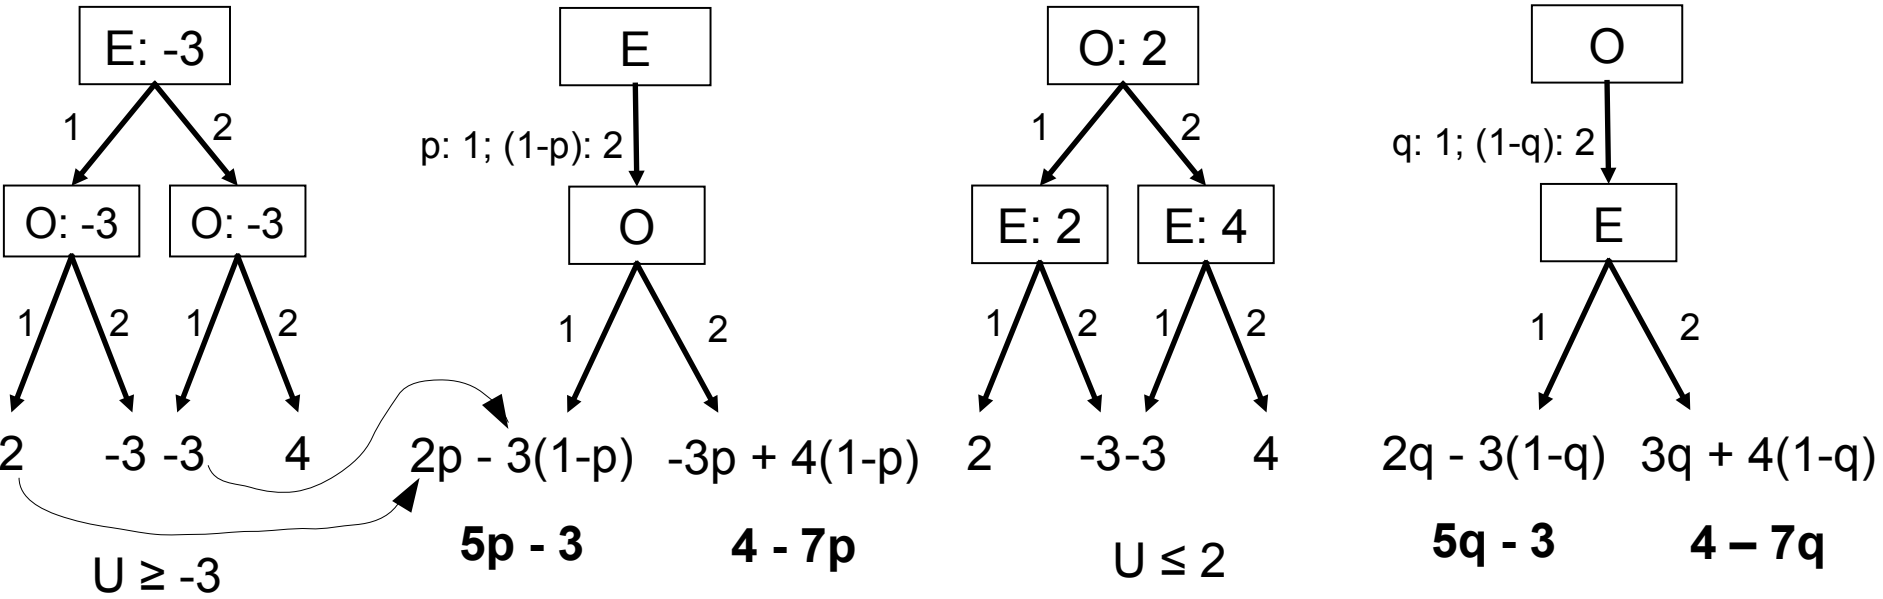 E: -3
E
O: 2
O
1
2
p: 1; (1-p): 2
1
2
q: 1; (1-q): 2
O: -3
O: -3
O
E: 2
E: 4
E
1
2
1
2
1
2
1
2
1
2
1
2
2
-3
-3
4
2p - 3(1-p)
-3p + 4(1-p)
2
-3
-3
4
2q - 3(1-q)
3q + 4(1-q)
5p - 3
4 - 7p
5q - 3
4 – 7q
U ≥ -3
U ≤ 2